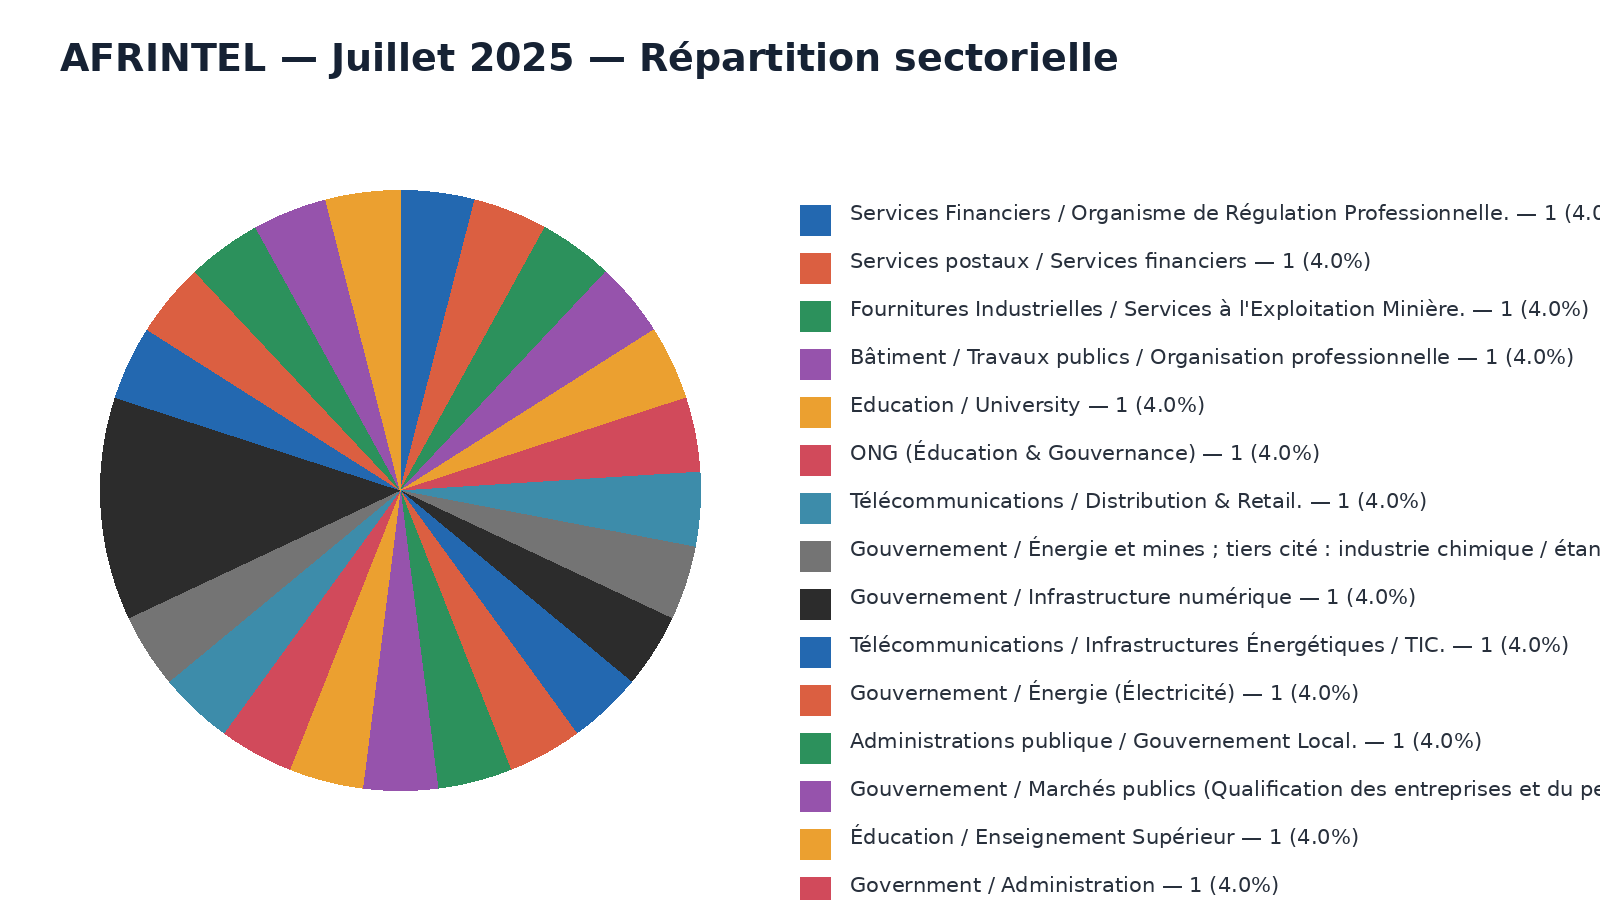 AFRINTEL — Juillet 2025 — Répartition sectorielle
Services Financiers / Organisme de Régulation Professionnelle. — 1 (4.0
Services postaux / Services financiers — 1 (4.0%)
Fournitures Industrielles / Services à l'Exploitation Minière. — 1 (4.0%)
Bâtiment / Travaux publics / Organisation professionnelle — 1 (4.0%)
Education / University — 1 (4.0%)
ONG (Éducation & Gouvernance) — 1 (4.0%)
Télécommunications / Distribution & Retail. — 1 (4.0%)
Gouvernement / Énergie et mines ; tiers cité : industrie chimique / étan
Gouvernement / Infrastructure numérique — 1 (4.0%)
Télécommunications / Infrastructures Énergétiques / TIC. — 1 (4.0%)
Gouvernement / Énergie (Électricité) — 1 (4.0%)
Administrations publique / Gouvernement Local. — 1 (4.0%)
Gouvernement / Marchés publics (Qualification des entreprises et du pe
Éducation / Enseignement Supérieur — 1 (4.0%)
Government / Administration — 1 (4.0%)